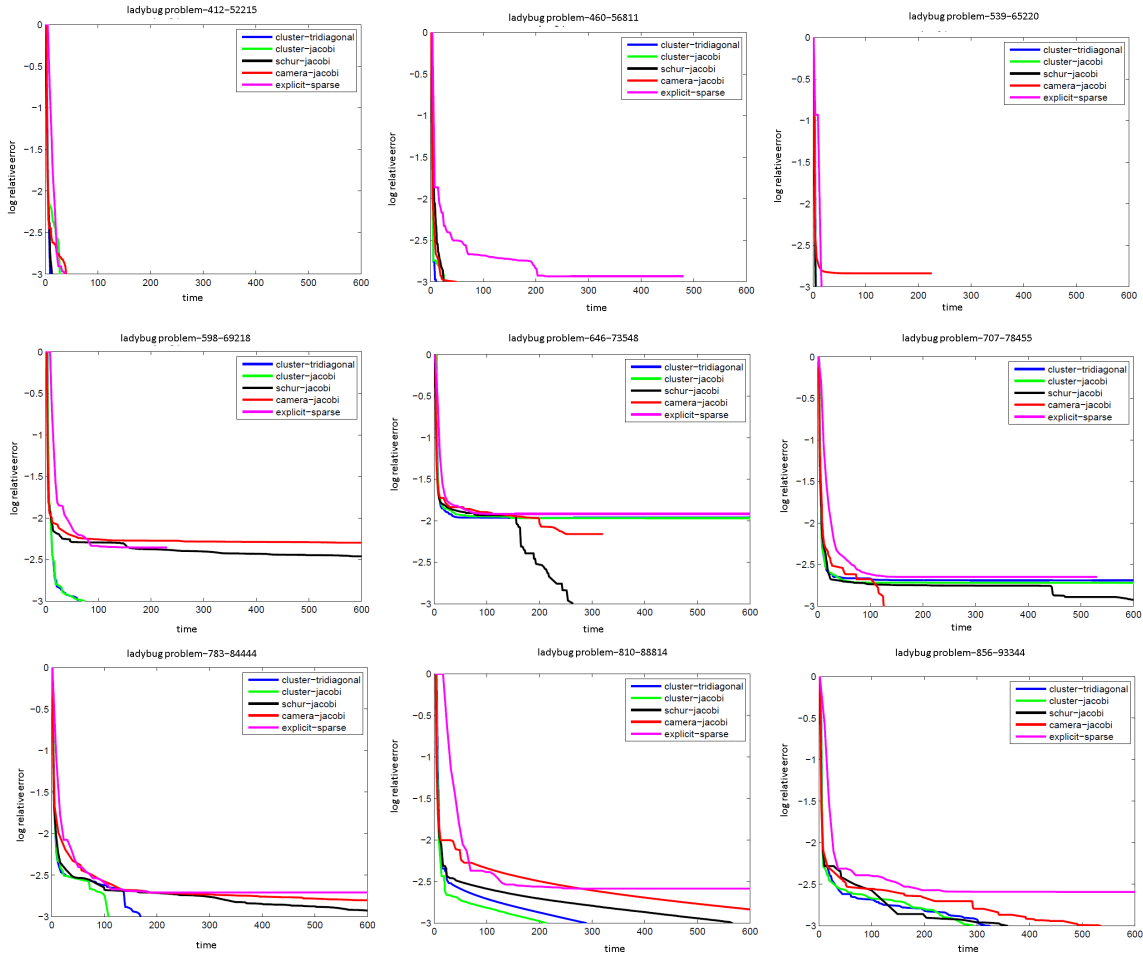 ladybug problem-412-52215
0
-0.5
-1
-1.5
-2
-2.5
-3
log relative error
0 100 200 300 400 500 600
time
cluster-tridiagonal
cluster-jacobi
schur-jacobi
camera-jacobi
explicit-sparse
ladybug problem-460-56811
0
-0.5
-1
-1.5
-2
-2.5
-3
log relative error
0 100 200 300 400 500 600
time
cluster-tridiagonal
cluster-jacobi
schur-jacobi
camera-jacobi
explicit-sparse
ladybug problem-539-65220
0
-0.5
-1
-1.5
-2
-2.5
-3
log relative error
0 100 200 300 400 500 600
time
cluster-tridiagonal
cluster-jacobi
schur-jacobi
camera-jacobi
explicit-sparse
ladybug problem-598-69218
0
-0.5
-1
-1.5
-2
-2.5
-3
log relative error
0 100 200 300 400 500 600
time
cluster-tridiagonal
cluster-jacobi
schur-jacobi
camera-jacobi
explicit-sparse
ladybug problem-646-73548
0
-0.5
-1
-1.5
-2
-2.5
-3
log relative error
0 100 200 300 400 500 600
time
cluster-tridiagonal
cluster-jacobi
schur-jacobi
camera-jacobi
explicit-sparse
ladybug problem-707-78455
0
-0.5
-1
-1.5
-2
-2.5
-3
log relative error
0 100 200 300 400 500 600
time
cluster-tridiagonal
cluster-jacobi
schur-jacobi
camera-jacobi
explicit-sparse
ladybug problem-783-84444
0
-0.5
-1
-1.5
-2
-2.5
-3
log relative error
0 100 200 300 400 500 600
time
cluster-tridiagonal
cluster-jacobi
schur-jacobi
camera-jacobi
explicit-sparse
ladybug problem-810-88814
0
-0.5
-1
-1.5
-2
-2.5
-3
log relative error
0 100 200 300 400 500 600
time
cluster-tridiagonal
cluster-jacobi
schur-jacobi
camera-jacobi
explicit-sparse
ladybug problem-856-93344
0
-0.5
-1
-1.5
-2
-2.5
-3
log relative error
0 100 200 300 400 500 600
time
cluster-tridiagonal
cluster-jacobi
schur-jacobi
camera-jacobi
explicit-sparse